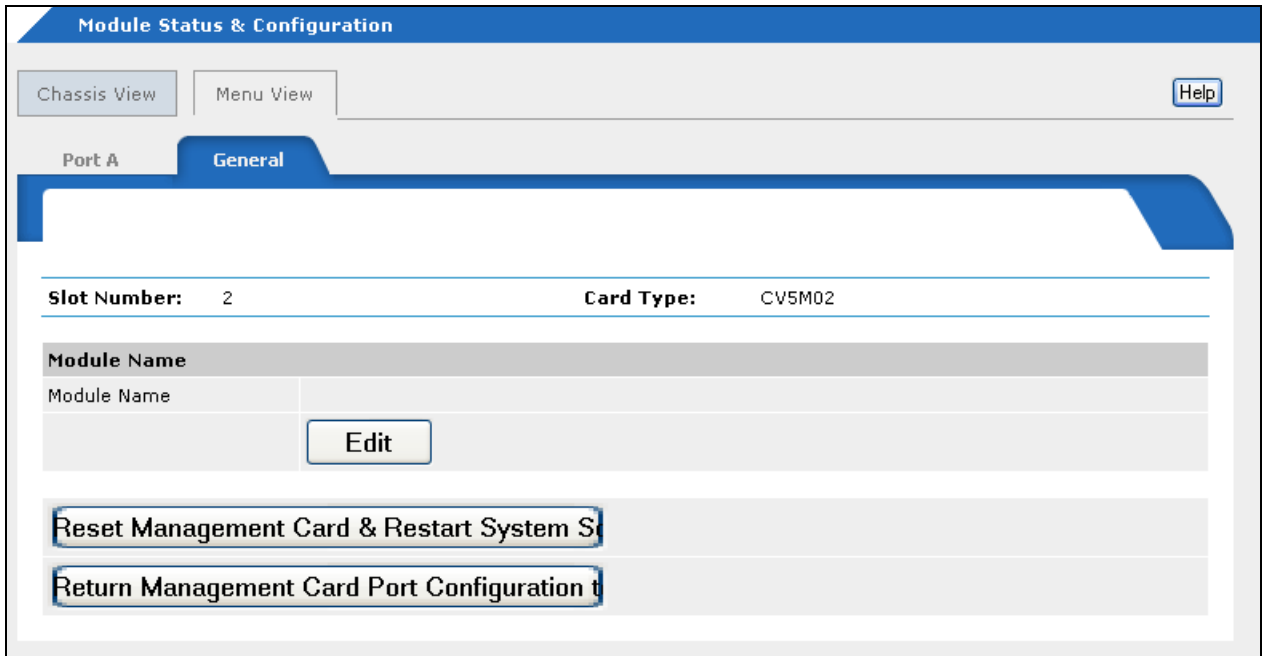 Module Status & Configuration
Chassis View Menu View Help
Port A General
Slot Number: 2 Card Type: CV5M02
Module Name
Module Name
Edit
Reset Management Card & Restart System
Return Management Card Port Configuration